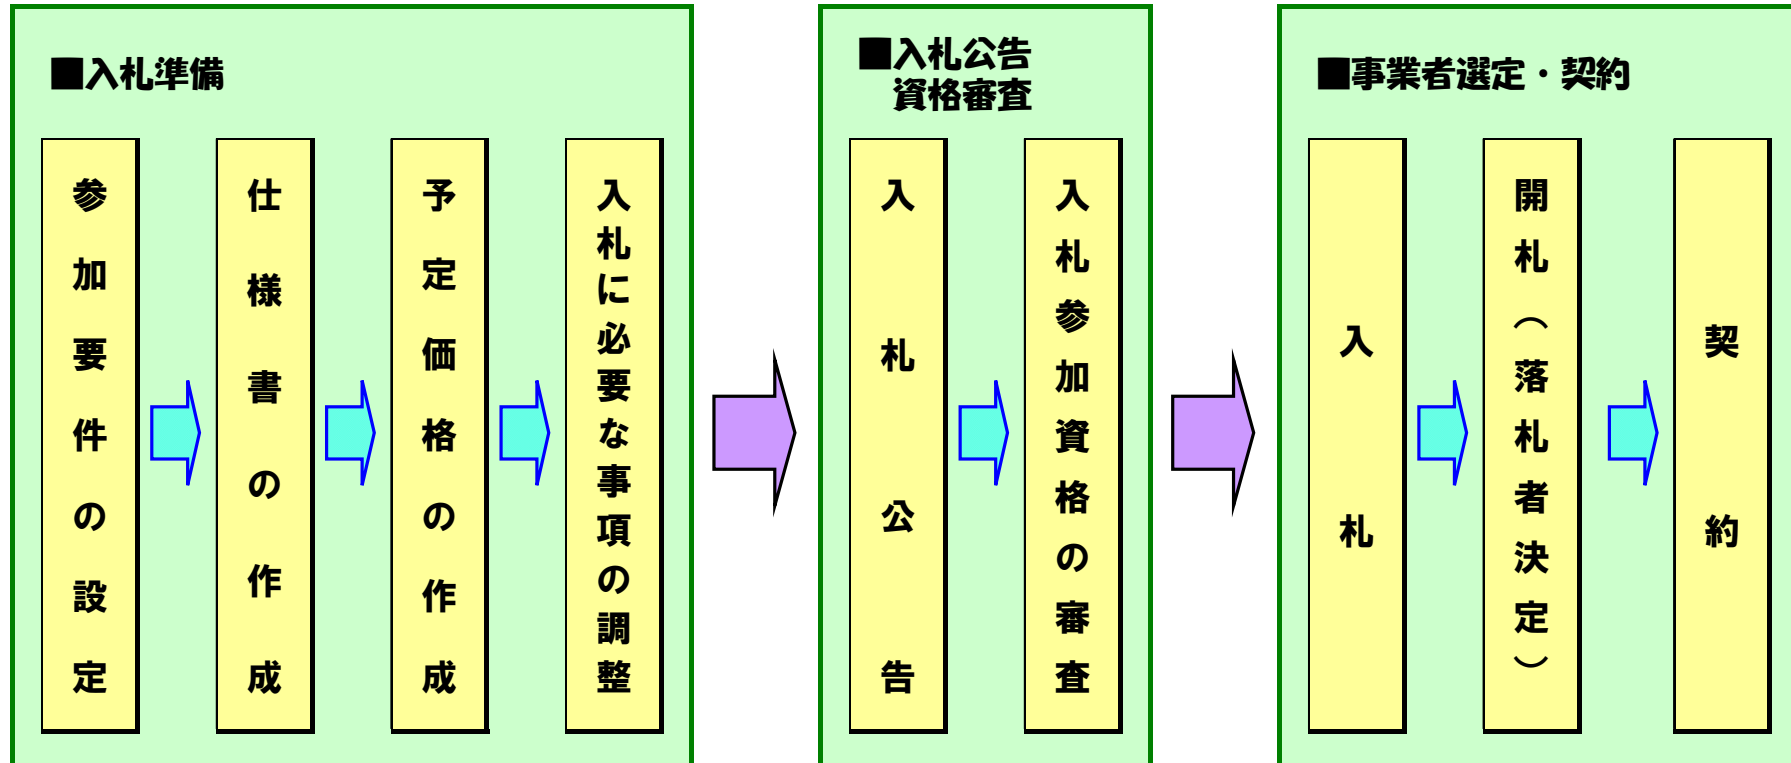 ■入札準備
参加要件の設定
仕様書の作成
予定価格の作成
入札に必要な事項の調整
■入札公告
資格審査
入札公告
入札参加資格の審査
■事業者選定・契約
入札
開札（落札者決定）
契約